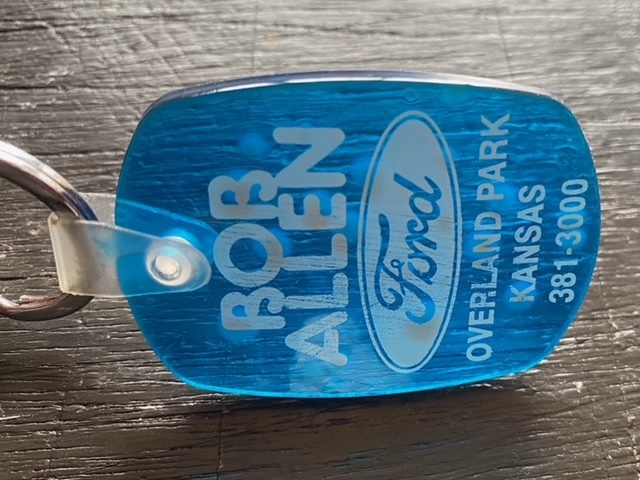 BOB
ALLEN
Ford
OVERLAND PARK
KANSAS
381-3000